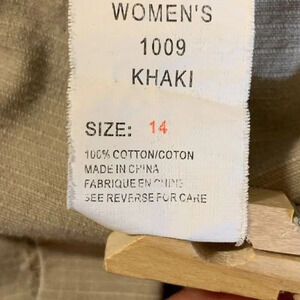 WOMEN'S
1009
KHAKI
SIZE: 14
100% COTTON/COTON
MADE IN CHINA
FABRIQUE EN CHINE
SEE REVERSE FOR CARE